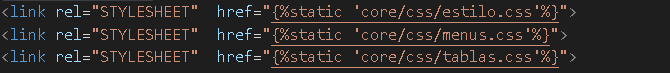 <link rel="STYLESHEET"  href="{%static 'core/css/estilo.css'%}">
<link rel="STYLESHEET"  href="{%static 'core/css/menus.css'%}">
<link rel="STYLESHEET"  href="{%static 'core/css/tablas.css'%}">